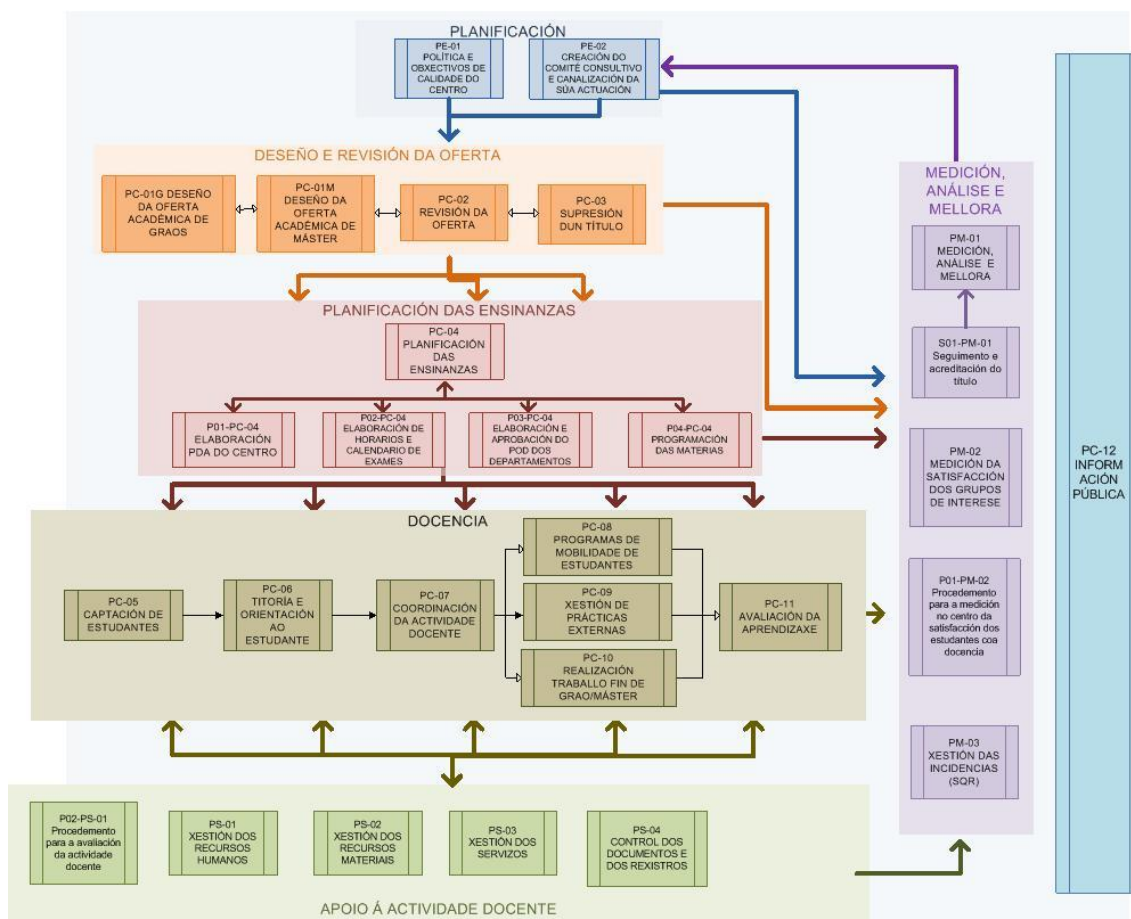 PLANIFICACIÓN
PE-01
POLÍTICA E
OBXECTIVOS DE
CALIDADE DO
CENTRO
PE-02
CREACIÓN DO
COMITÉ CONSULTIVO
E CANALIZACIÓN DA
SÚA ACTUACIÓN
DESEÑO E REVISIÓN DA OFERTA
PC-01G DESEÑO
DA OFERTA
ACADÉMICA DE
GRAOS
PC-01M
DESEÑO DA
OFERTA
ACADÉMICA DE
MÁSTER
PC-02
REVISIÓN DA
OFERTA
PC-03
SUPRESIÓN
DUN TÍTULO
PLANIFICACIÓN DAS ENSINANZAS
PC-04
PLANIFICACIÓN
DAS
ENSINANZAS
P01-PC-04
ELABORACIÓN
PDA DO CENTRO
P02-PC-04
ELABORACIÓN DE
HORARIOS E
CALENDARIO DE
EXAMES
P03-PC-04
ELABORACIÓN E
APROBACIÓN DO
POD DOS
DEPARTAMENTOS
P04-PC-04
PROGRAMACIÓN
DAS MATERIAS
DOCENCIA
PC-05
CAPTACIÓN DE
ESTUDANTES
PC-06
TITORÍA E
ORIENTACIÓN
AO
ESTUDANTE
PC-07
COORDINACIÓN
DA ACTIVIDADE
DOCENTE
PC-08
PROGRAMAS DE
MOBILIDADE DE
ESTUDANTES
PC-09
XESTIÓN DE
PRÁCTICAS
EXTERNAS
PC-10
REALIZACIÓN
TRABALLO FIN DE
GRAO/MÁSTER
PC-11
AVALIACIÓN DA
APRENDIZAXE
P02-PS-01
Procedemento
para a avaliación
da actividade
docente
PS-01
XESTIÓN DOS
RECURSOS
HUMANOS
PS-02
XESTIÓN DOS
RECURSOS
MATERIAIS
PS-03
XESTIÓN DOS
SERVIZOS
PS-04
CONTROL DOS
DOCUMENTOS E
DOS REXISTROS
APOIO Á ACTIVIDADE DOCENTE
MEDICIÓN,
ANÁLISE E
MELLORA
PM-01
MEDICIÓN,
ANÁLISE E
MELLORA
S01-PM-01
Seguimento e
acreditación do
título
PM-02
MEDICIÓN DA
SATISFACCIÓN
DOS GRUPOS
DE INTERESE
P01-PM-02
Procedemento
para a medición
no centro da
satisfacción dos
estudantes coa
docencia
PM-03
XESTIÓN DAS
INCIDENCIAS
(SQR)
PC-12
INFORM
ACIÓN
PÚBLICA